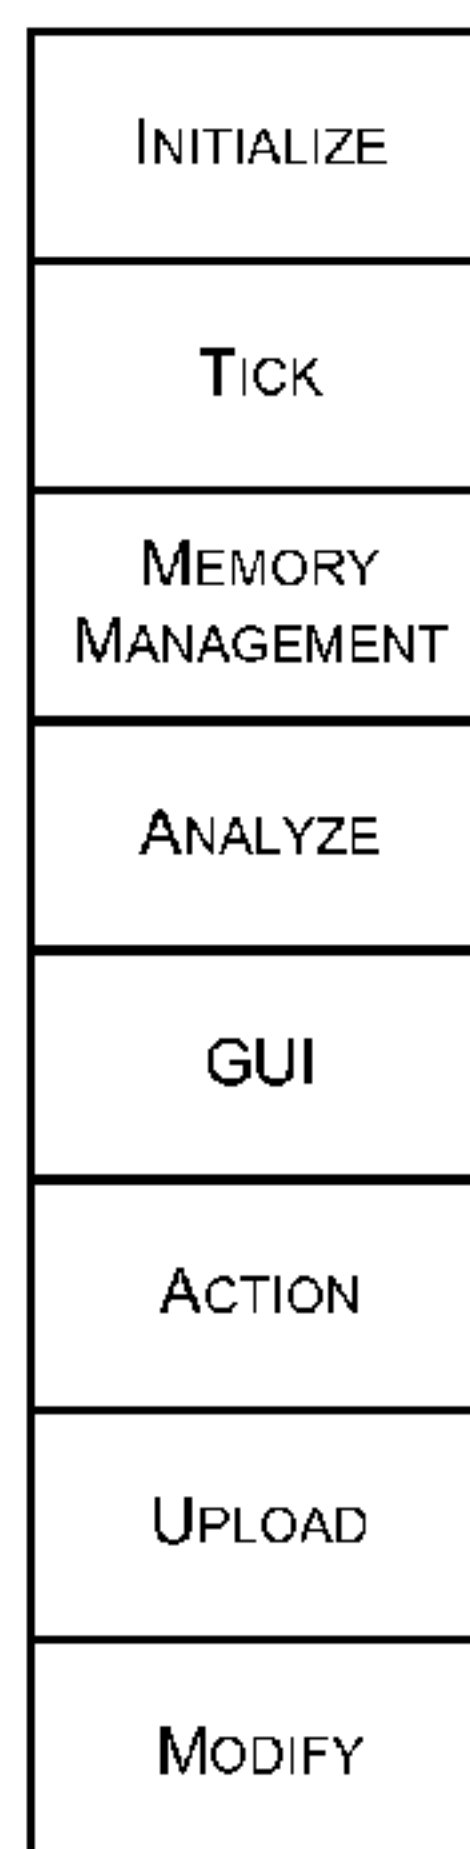 INITIALIZE
TICK
MEMORY
MANAGEMENT
ANALYZE
GUI
ACTION
UPLOAD
MODIFY